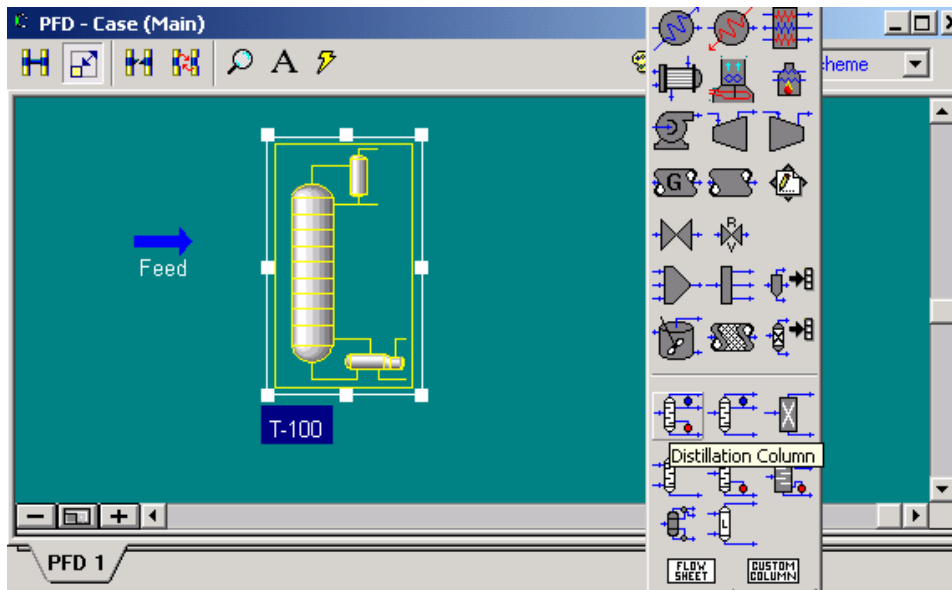 PFD - Case (Main)
A
heme
G
R
V
Feed
T-100
Distillation Column
L
FLOW
SHEET
CUSTOM
COLUMN
PFD 1